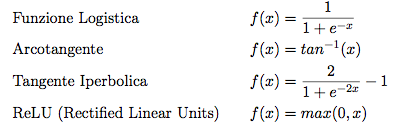 Funzione Logistica f(x) = 1 / (1 + e^{-x})
Arcotangente f(x) = tan^{-1}(x)
Tangente Iperbolica f(x) = 2 / (1 + e^{-2x}) - 1
ReLU (Rectified Linear Units) f(x) = max(0, x)